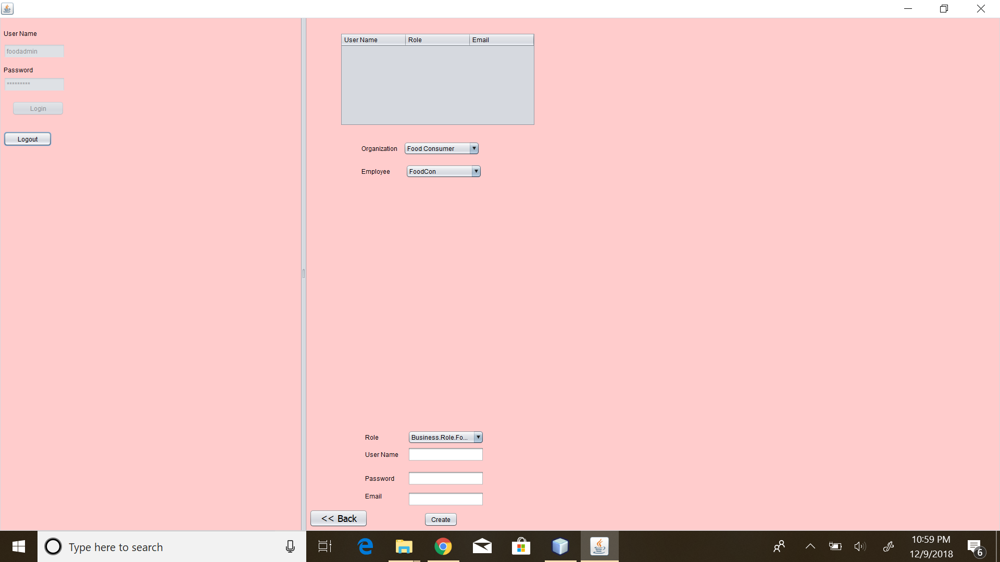 User Name
foodadmin
Password
*********
Login
Logout
User Name Role Email
Organization Food Consumer
Employee FoodCon
Role Business.Role.Fo...
User Name
Password
Email
<< Back Create
Type here to search
10:59 PM
12/9/2018
6